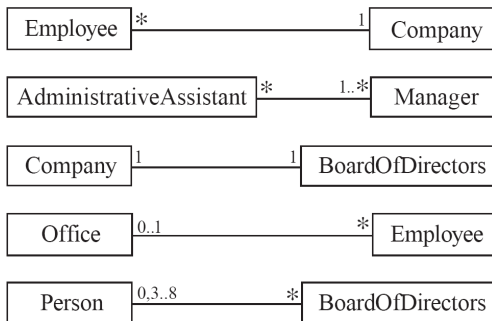 Employee * 1 Company
AdministrativeAssistant * 1..* Manager
Company 1 1 BoardOfDirectors
Office 0..1 * Employee
Person 0,3..8 * BoardOfDirectors